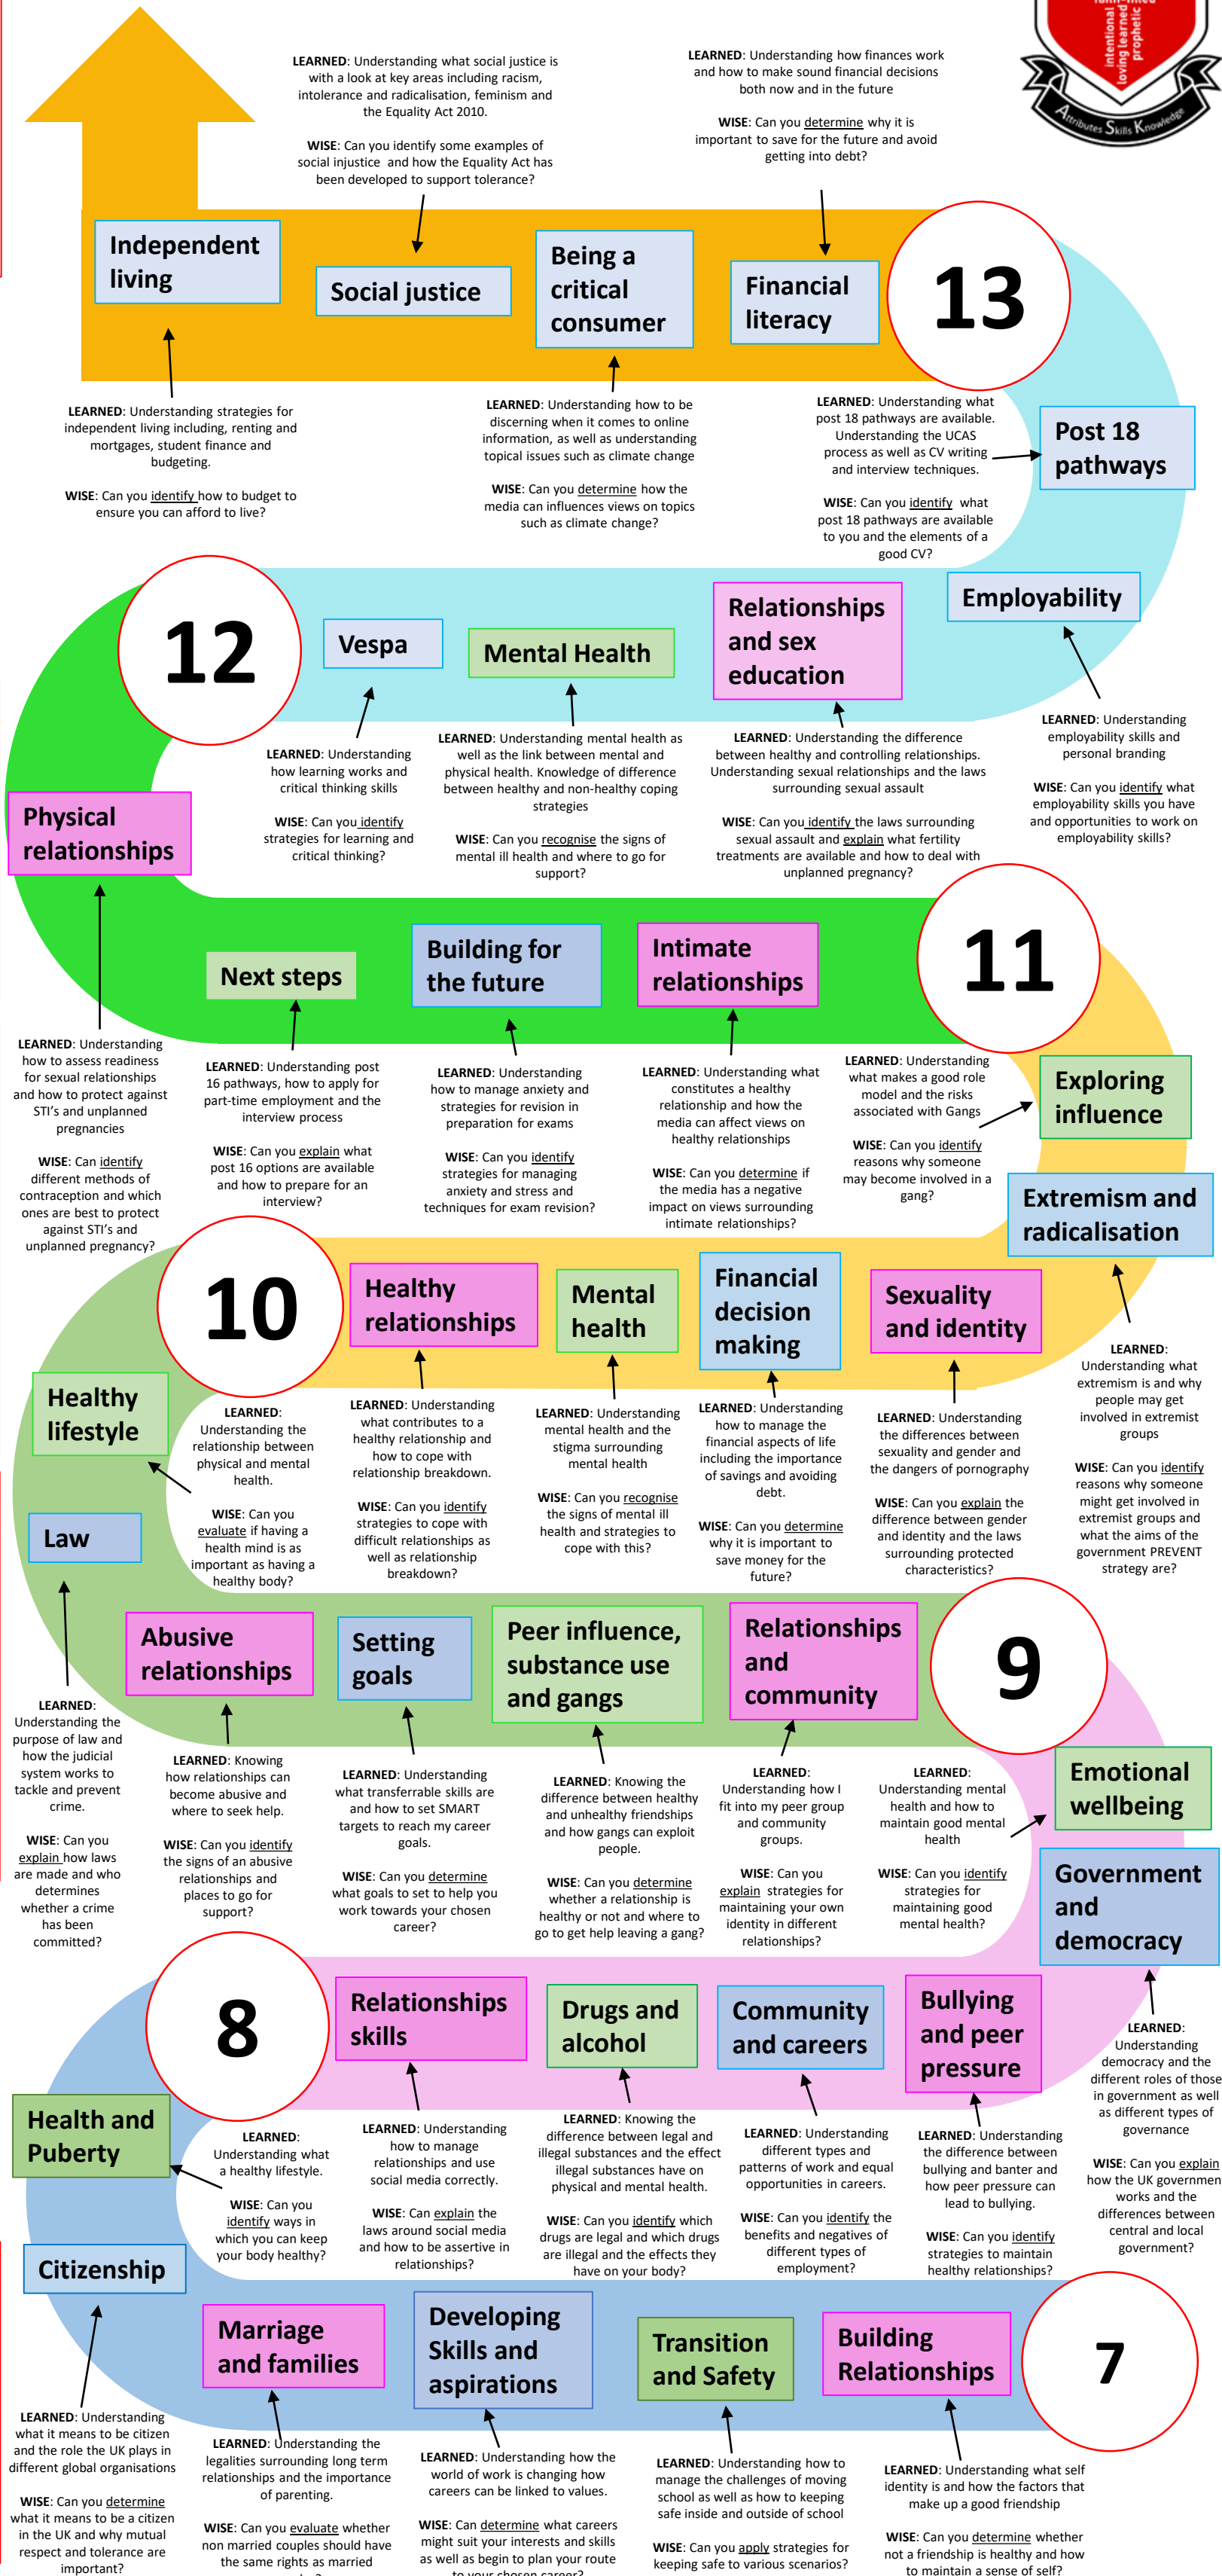 intentional
loving learned
prophetic
Attributes Skills Knowledge
LEARNED: Understanding what social justice is
with a look at key areas including racism,
intolerance and radicalisation, feminism and
the Equality Act 2010.
WISE: Can you identify some examples of
social injustice and how the Equality Act has
been developed to support tolerance?
LEARNED: Understanding how finances work
and how to make sound financial decisions
both now and in the future
WISE: Can you determine why it is
important to save for the future and avoid
getting into debt?
Independent
living
Social justice
Being a
critical
consumer
Financial
literacy
13
LEARNED: Understanding strategies for
independent living including, renting and
mortgages, student finance and
budgeting.
WISE: Can you identify how to budget to
ensure you can afford to live?
LEARNED: Understanding how to be
discerning when it comes to online
information, as well as understanding
topical issues such as climate change
WISE: Can you determine how the
media can influences views on topics
such as climate change?
LEARNED: Understanding what
post 18 pathways are available.
Understanding the UCAS
process as well as CV writing
and interview techniques.
WISE: Can you identify what
post 18 pathways are available
to you and the elements of a
good CV?
Post 18
pathways
12
Vespa
Mental Health
Relationships
and sex
education
Employability
LEARNED: Understanding
how learning works and
critical thinking skills
WISE: Can you identify
strategies for learning and
critical thinking?
LEARNED: Understanding mental health as
well as the link between mental and
physical health. Knowledge of difference
between healthy and non-healthy coping
strategies
WISE: Can you recognise the signs of
mental ill health and where to go for
support?
LEARNED: Understanding the difference
between healthy and controlling relationships.
Understanding sexual relationships and the laws
surrounding sexual assault
WISE: Can you identify the laws surrounding
sexual assault and explain what fertility
treatments are available and how to deal with
unplanned pregnancy?
LEARNED: Understanding
employability skills and
personal branding
WISE: Can you identify what
employability skills you have
and opportunities to work on
employability skills?
Physical
relationships
Next steps
Building for
the future
Intimate
relationships
11
LEARNED: Understanding
how to assess readiness
for sexual relationships
and how to protect against
STI's and unplanned
pregnancies
WISE: Can identify
different methods of
contraception and which
ones are best to protect
against STI's and
unplanned pregnancy?
LEARNED: Understanding post
16 pathways, how to apply for
part-time employment and the
interview process
WISE: Can you explain what
post 16 options are available
and how to prepare for an
interview?
LEARNED: Understanding
how to manage anxiety and
strategies for revision in
preparation for exams
WISE: Can you identify
strategies for managing
anxiety and stress and
techniques for exam revision?
LEARNED: Understanding what
constitutes a healthy
relationship and how the
media can affect views on
healthy relationships
WISE: Can you determine if
the media has a negative
impact on views surrounding
intimate relationships?
LEARNED: Understanding
what makes a good role
model and the risks
associated with Gangs
WISE: Can you identify
reasons why someone
may become involved in a
gang?
Exploring
influence
Extremism and
radicalisation
10
Healthy
relationships
Mental
health
Financial
decision
making
Sexuality
and identity
Healthy
lifestyle
LEARNED:
Understanding the
relationship between
physical and mental
health.
WISE: Can you
evaluate if having a
health mind is as
important as having a
healthy body?
LEARNED: Understanding
what contributes to a
healthy relationship and
how to cope with
relationship breakdown.
WISE: Can you identify
strategies to cope with
difficult relationships as
well as relationship
breakdown?
LEARNED: Understanding
mental health and the
stigma surrounding
mental health
WISE: Can you recognise
the signs of mental ill
health and strategies to
cope with this?
LEARNED: Understanding
how to manage the
financial aspects of life
including the importance
of savings and avoiding
debt.
WISE: Can you determine
why it is important to
save money for the
future?
LEARNED: Understanding
the differences between
sexuality and gender and
the dangers of pornography
WISE: Can you explain the
difference between gender
and identity and the laws
surrounding protected
characteristics?
LEARNED:
Understanding what
extremism is and why
people may get
involved in extremist
groups
WISE: Can you identify
reasons why someone
might get involved in
extremist groups and
what the aims of the
government PREVENT
strategy are?
Law
Abusive
relationships
Setting
goals
Peer influence,
substance use
and gangs
Relationships
and
community
9
LEARNED:
Understanding the
purpose of law and
how the judicial
system works to
tackle and prevent
crime.
WISE: Can you
explain how laws
are made and who
determines
whether a crime
has been
committed?
LEARNED: Knowing
how relationships can
become abusive and
where to seek help.
WISE: Can you identify
the signs of an abusive
relationships and
places to go for
support?
LEARNED: Understanding
what transferrable skills are
and how to set SMART
targets to reach my career
goals.
WISE: Can you determine
what goals to set to help you
work towards your chosen
career?
LEARNED: Knowing the
difference between healthy
and unhealthy friendships
and how gangs can exploit
people.
WISE: Can you determine
whether a relationship is
healthy or not and where to
go to get help leaving a gang?
LEARNED:
Understanding how I
fit into my peer group
and community
groups.
WISE: Can you
explain strategies for
maintaining your own
identity in different
relationships?
LEARNED:
Understanding mental
health and how to
maintain good mental
health
WISE: Can you identify
strategies for
maintaining good
mental health?
Emotional
wellbeing
Government
and
democracy
8
Relationships
skills
Drugs and
alcohol
Community
and careers
Bullying
and peer
pressure
LEARNED:
Understanding
democracy and the
different roles of those
in government as well
as different types of
governance
WISE: Can you explain
how the UK governmen
works and the
differences between
central and local
government?
Health and
Puberty
LEARNED:
Understanding what
a healthy lifestyle.
WISE: Can you
identify ways in
which you can keep
your body healthy?
LEARNED: Understanding
how to manage
relationships and use
social media correctly.
WISE: Can explain the
laws around social media
and how to be assertive in
relationships?
LEARNED: Knowing the
difference between legal and
illegal substances and the effect
illegal substances have on
physical and mental health.
WISE: Can you identify which
drugs are legal and which drugs
are illegal and the effects they
have on your body?
LEARNED: Understanding
different types and
patterns of work and equal
opportunities in careers.
WISE: Can you identify the
benefits and negatives of
different types of
employment?
LEARNED: Understanding
the difference between
bullying and banter and
how peer pressure can
lead to bullying.
WISE: Can you identify
strategies to maintain
healthy relationships?
Citizenship
Marriage
and families
Developing
Skills and
aspirations
Transition
and Safety
Building
Relationships
7
LEARNED: Understanding
what it means to be citizen
and the role the UK plays in
different global organisations
WISE: Can you determine
what it means to be a citizen
in the UK and why mutual
respect and tolerance are
important?
LEARNED: Understanding the
legalities surrounding long term
relationships and the importance
of parenting.
WISE: Can you evaluate whether
non married couples should have
the same rights as married
LEARNED: Understanding how the
world of work is changing how
careers can be linked to values.
WISE: Can determine what careers
might suit your interests and skills
as well as begin to plan your route
to your chosen career?
LEARNED: Understanding how to
manage the challenges of moving
school as well as how to keeping
safe inside and outside of school
WISE: Can you apply strategies for
keeping safe to various scenarios?
LEARNED: Understanding what self
identity is and how the factors that
make up a good friendship
WISE: Can you determine whether
not a friendship is healthy and how
to maintain a sense of self?